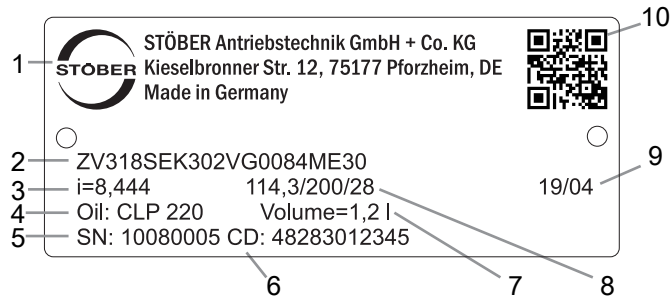 STÖBER Antriebstechnik GmbH + Co. KG
STÖBER Kieselbronner Str. 12, 75177 Pforzheim, DE
Made in Germany
10
1
2 ZV318SEK302VG0084ME30
3 i=8,444 114,3/200/28 19/04
9
4 Oil: CLP 220 Volume=1,2 l
5 SN: 10080005 CD: 48283012345
6 7 8